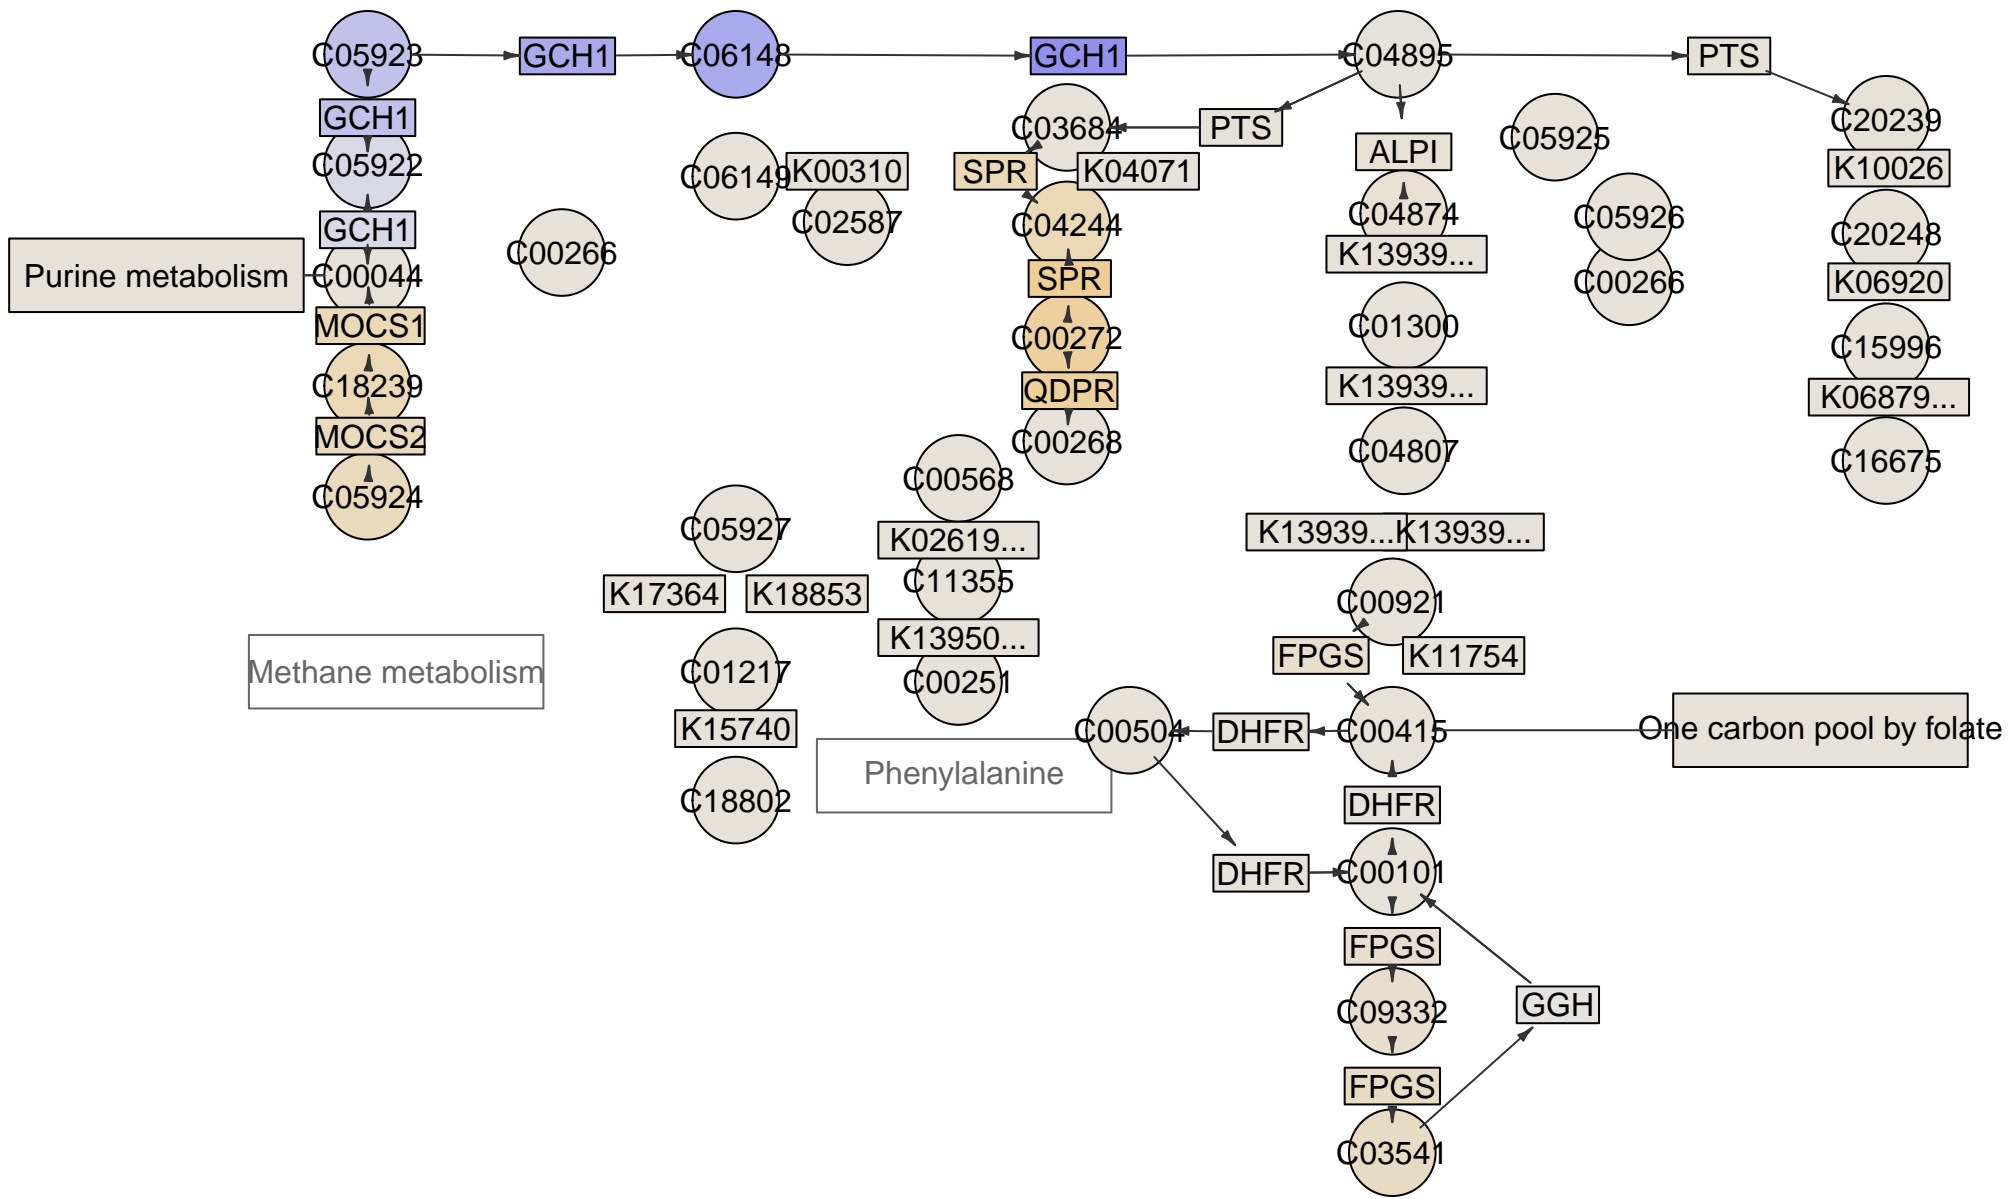 C05923
GCH1
C06148
GCH1
C04895
PTS
GCH1
C03684
PTS
C05925
C20239
C05922
C06149
K00310
SPR
K04071
ALPI
K10026
GCH1
C00266
C02587
C04244
C04874
C05926
C20248
Purine metabolism
C00044
SPR
K13939...
C00266
K06920
MOCS1
C00272
C01300
C15996
C18239
QDPR
K13939...
K06879...
MOCS2
C00268
C04807
C16675
C05924
C00568
C05927
K02619...
K13939...
K13939...
K17364
K18853
C11355
C00921
K13950...
FPGS
K11754
Methane metabolism
C01217
C00251
K15740
C00504
DHFR
C00415
One carbon pool by folate
Phenylalanine
C18802
DHFR
DHFR
C00101
FPGS
C09332
GGH
FPGS
C03541